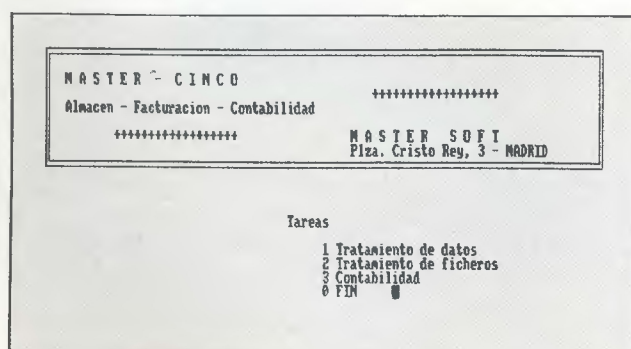 MASTER - CINCO
++++++++++++++++++
Almacen - Facturacion - Contabilidad
++++++++++++++++++
MASTER SOFT
Plza. Cristo Rey, 3 - MADRID
Tareas
1 Tratamiento de datos
2 Tratamiento de ficheros
3 Contabilidad
0 FIN